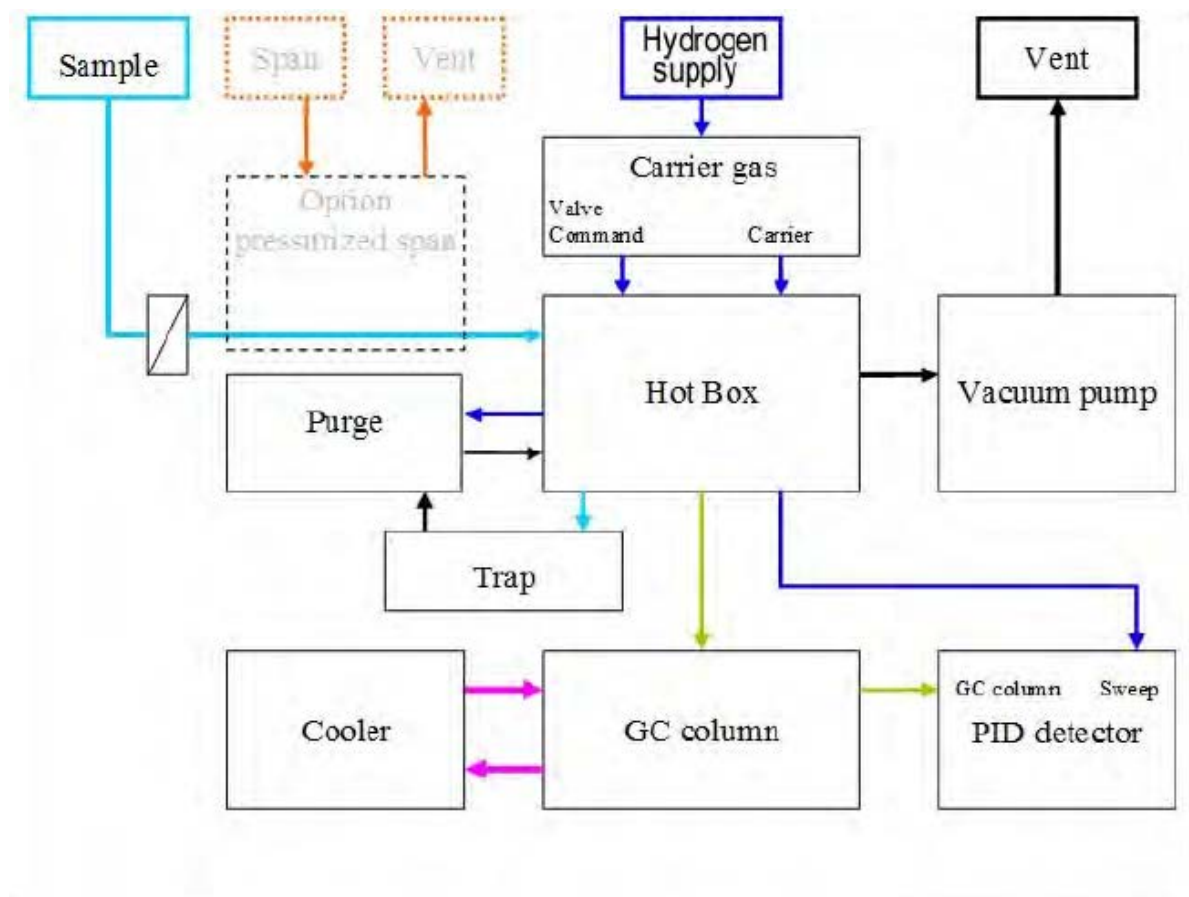 Sample
Span
Vent
Hydrogen
supply
Vent
Carrier gas
Valve
Command
Carrier
Option
pressurized span
Hot Box
Vacuum pump
Purge
Trap
Cooler
GC column
GC column
Sweep
PID detector